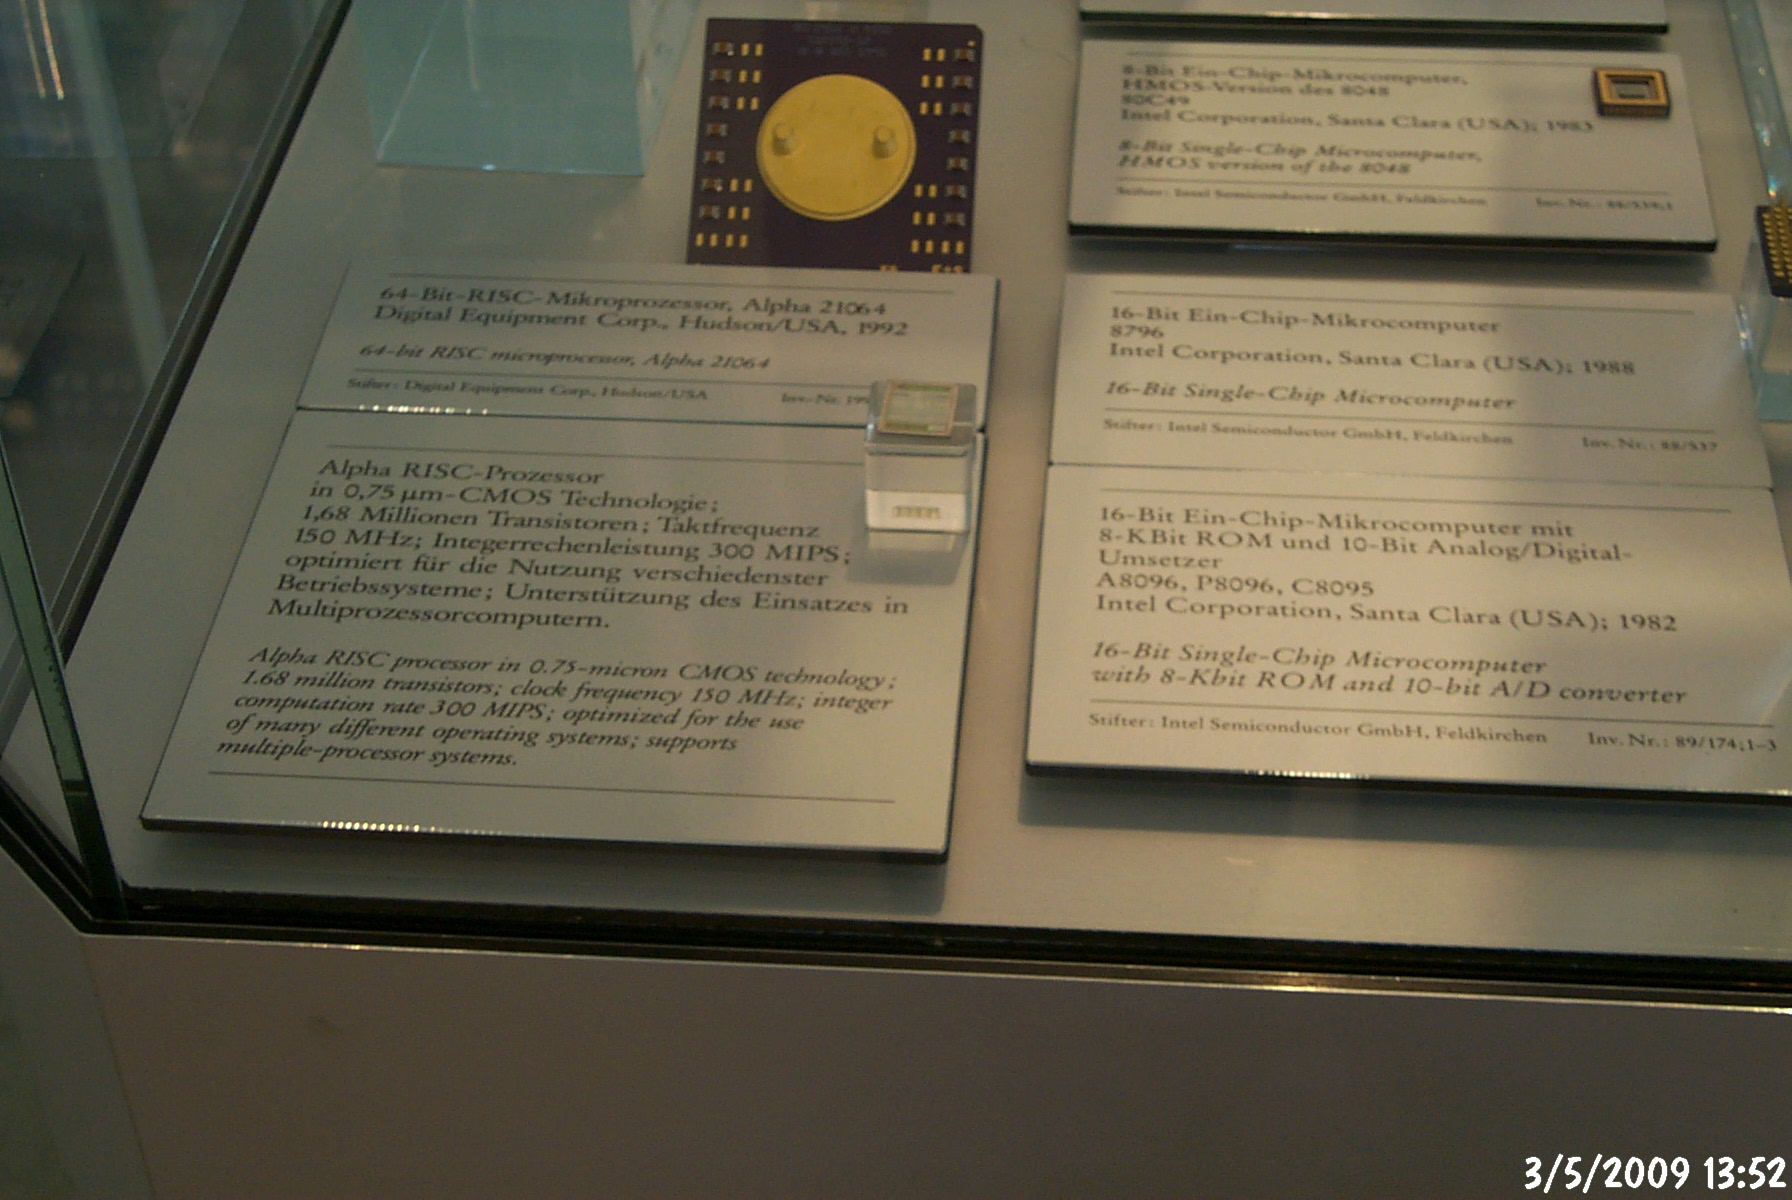 64-Bit-RISC-Mikroprozessor, Alpha 21064
Digital Equipment Corp., Hudson/USA, 1992
64-bit RISC microprocessor, Alpha 21064
Stifter: Digital Equipment Corp., Hudson/USA
Inv.-Nr. 199
Alpha RISC-Prozessor
in 0,75 µm-CMOS Technologie;
1,68 Millionen Transistoren; Taktfrequenz
150 MHz; Integerrechenleistung 300 MIPS;
optimiert für die Nutzung verschiedenster
Betriebssysteme; Unterstützung des Einsatzes in
Multiprozessorcomputern.
Alpha RISC processor in 0.75-micron CMOS technology;
1.68 million transistors; clock frequency 150 MHz; integer
computation rate 300 MIPS; optimized for the use
of many different operating systems; supports
multiple-processor systems.
8-Bit Ein-Chip-Mikrocomputer,
HMOS-Version des 8048
80C49
Intel Corporation, Santa Clara (USA); 1983
8-Bit Single-Chip Microcomputer,
HMOS version of the 8048
Stifter: Intel Semiconductor GmbH, Feldkirchen
Inv. Nr.: 88/539;1
16-Bit Ein-Chip-Mikrocomputer
8796
Intel Corporation, Santa Clara (USA); 1988
16-Bit Single-Chip Microcomputer
Stifter: Intel Semiconductor GmbH, Feldkirchen
Inv. Nr.: 88/537
16-Bit Ein-Chip-Mikrocomputer mit
8-KBit ROM und 10-Bit Analog/Digital-
Umsetzer
A8096, P8096, C8095
Intel Corporation, Santa Clara (USA); 1982
16-Bit Single-Chip Microcomputer
with 8-Kbit ROM and 10-bit A/D converter
Stifter: Intel Semiconductor GmbH, Feldkirchen
Inv. Nr.: 89/174;1-3
3/5/2009 13:52